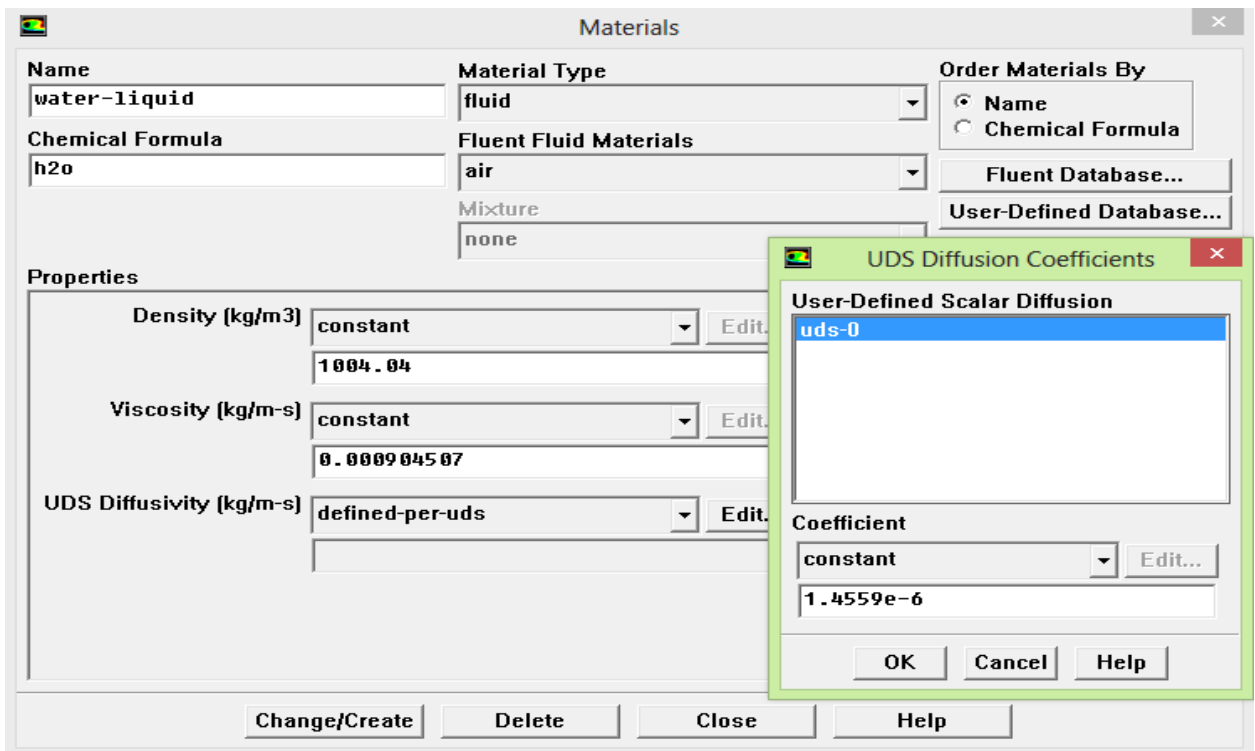 Materials
Name
water-liquid
Chemical Formula
h2o
Material Type
fluid
Fluent Fluid Materials
air
Mixture
none
Order Materials By
Name
Chemical Formula
Fluent Database...
User-Defined Database...
Properties
Density (kg/m3)
constant
Edit.
1004.04
Viscosity (kg/m-s)
constant
Edit.
0.000904507
UDS Diffusivity (kg/m-s)
defined-per-uds
Edit.
Change/Create
Delete
Close
Help
UDS Diffusion Coefficients
User-Defined Scalar Diffusion
uds-0
Coefficient
constant
Edit...
1.4559e-6
OK
Cancel
Help